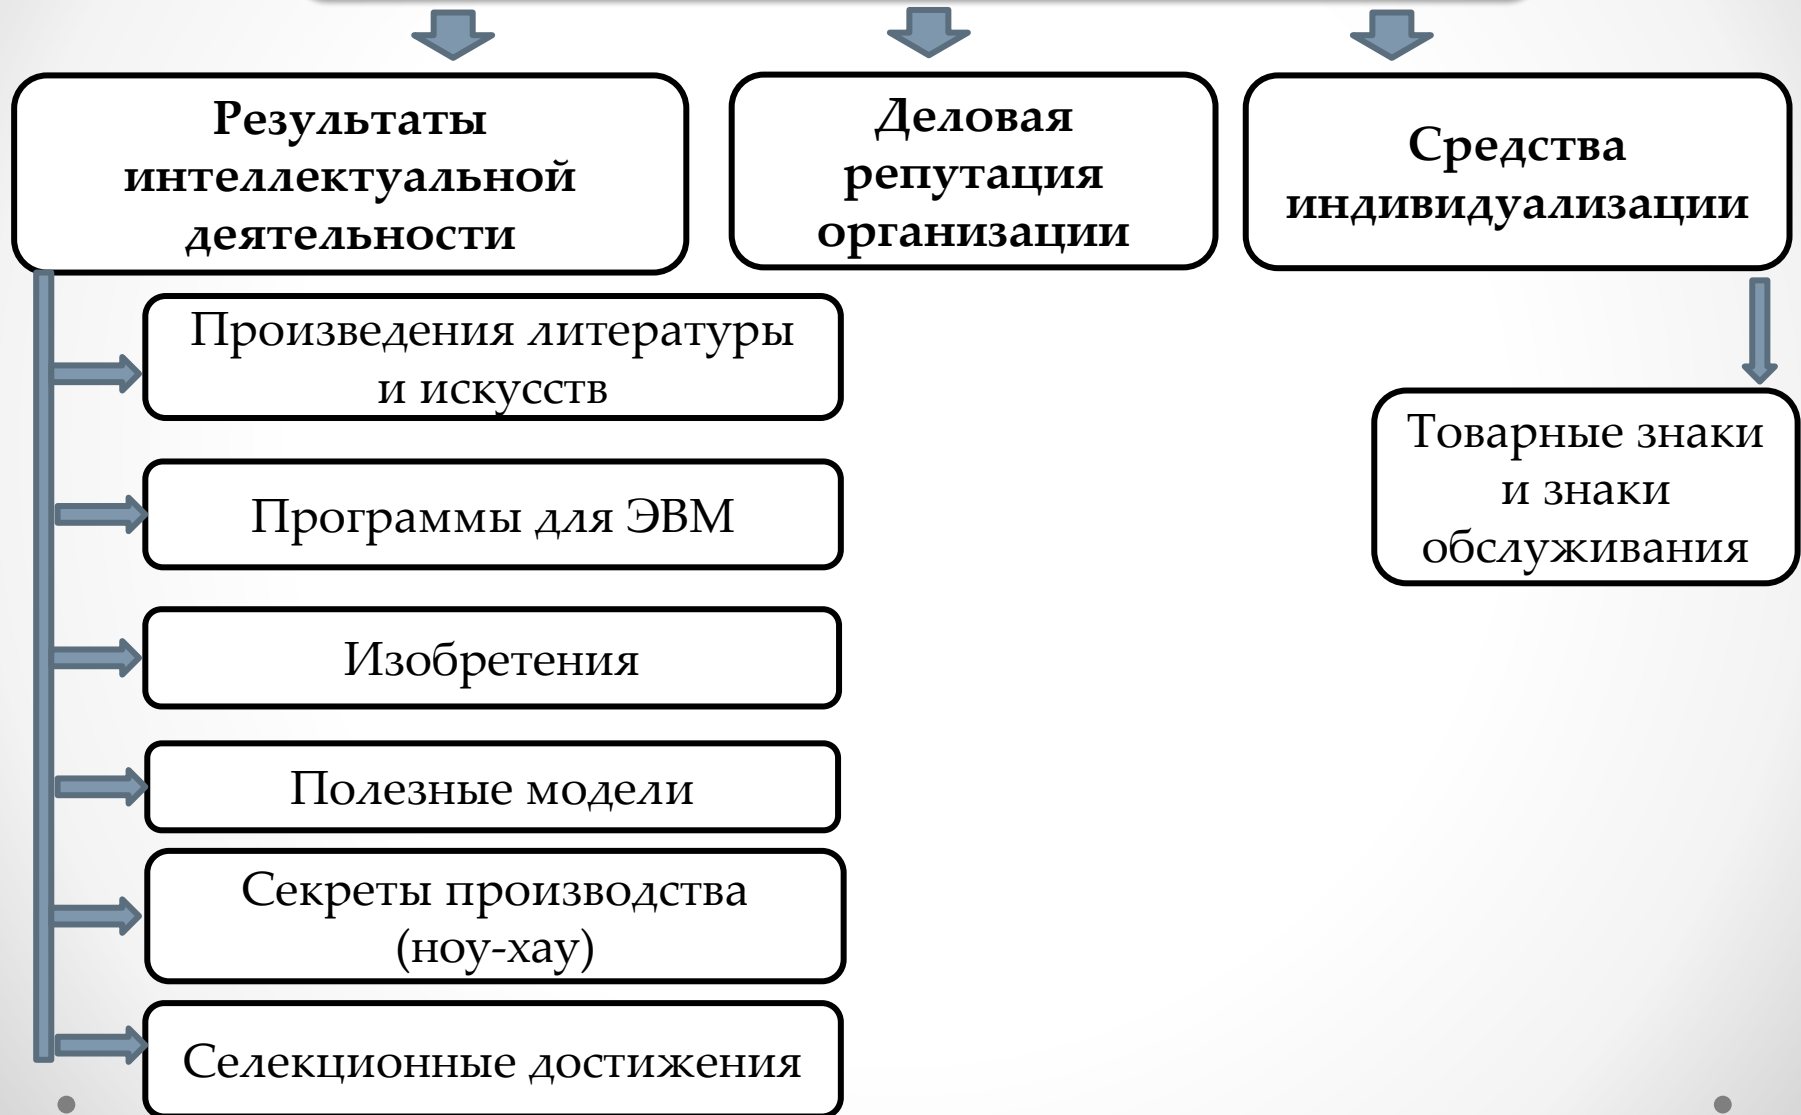 Результаты
интеллектуальной
деятельности
Деловая
репутация
организации
Средства
индивидуализации
Произведения литературы
и искусств
Программы для ЭВМ
Изобретения
Полезные модели
Секреты производства
(ноу-хау)
Селекционные достижения
Товарные знаки
и знаки
обслуживания